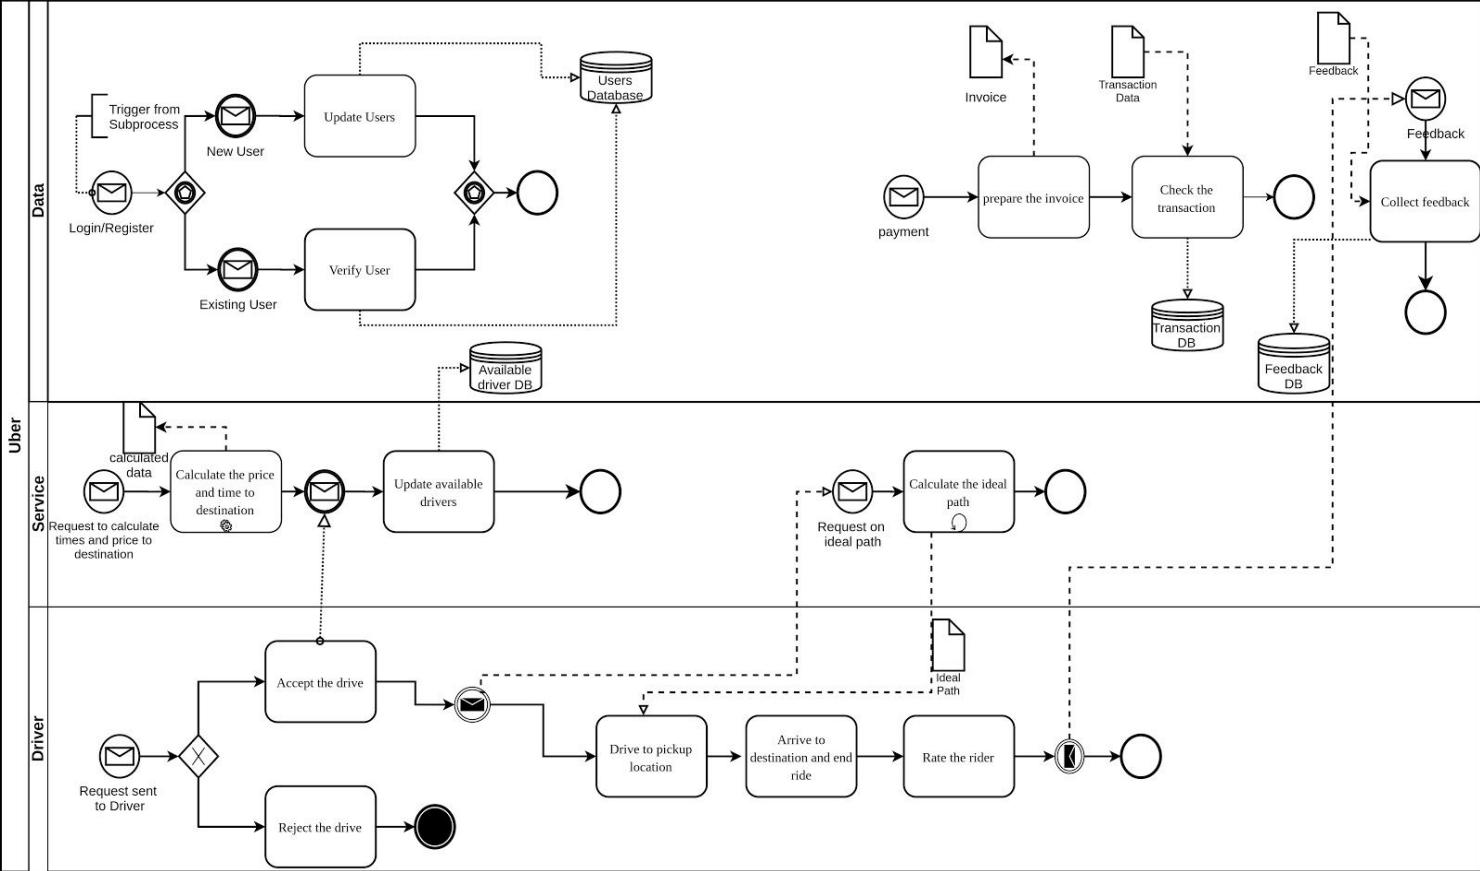 Uber
Data
Trigger from
Subprocess
Login/Register
New User
Update Users
Users
Database
Existing User
Verify User
Invoice
Transaction
Data
Feedback
Feedback
payment
prepare the invoice
Check the
transaction
Collect feedback
Transaction
DB
Feedback
DB
Available
driver DB
Service
calculated
data
Request to calculate
times and price to
destination
Calculate the price
and time to
destination
Update available
drivers
Request on
ideal path
Calculate the ideal
path
Driver
Request sent
to Driver
Accept the drive
Reject the drive
Ideal
Path
Drive to pickup
location
Arrive to
destination and end
ride
Rate the rider